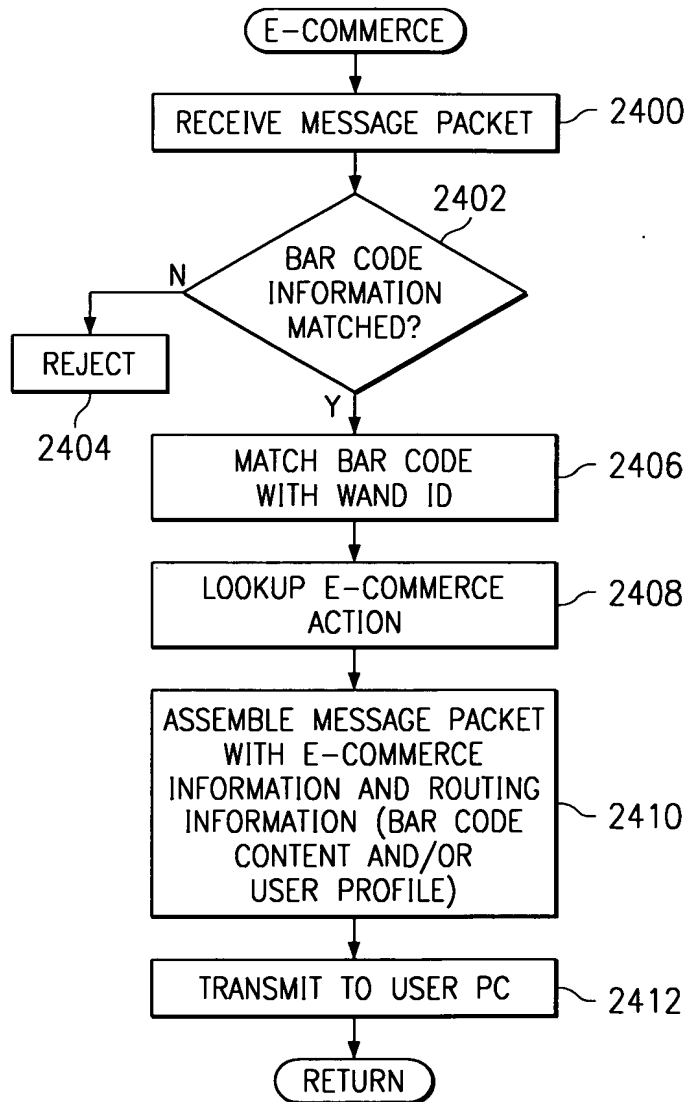 E-COMMERCE
RECEIVE MESSAGE PACKET
2400
2402
BAR CODE
INFORMATION
MATCHED?
N
REJECT
2404
Y
MATCH BAR CODE
WITH WAND ID
2406
LOOKUP E-COMMERCE
ACTION
2408
ASSEMBLE MESSAGE PACKET
WITH E-COMMERCE
INFORMATION AND ROUTING
INFORMATION (BAR CODE
CONTENT AND/OR
USER PROFILE)
2410
TRANSMIT TO USER PC
2412
RETURN